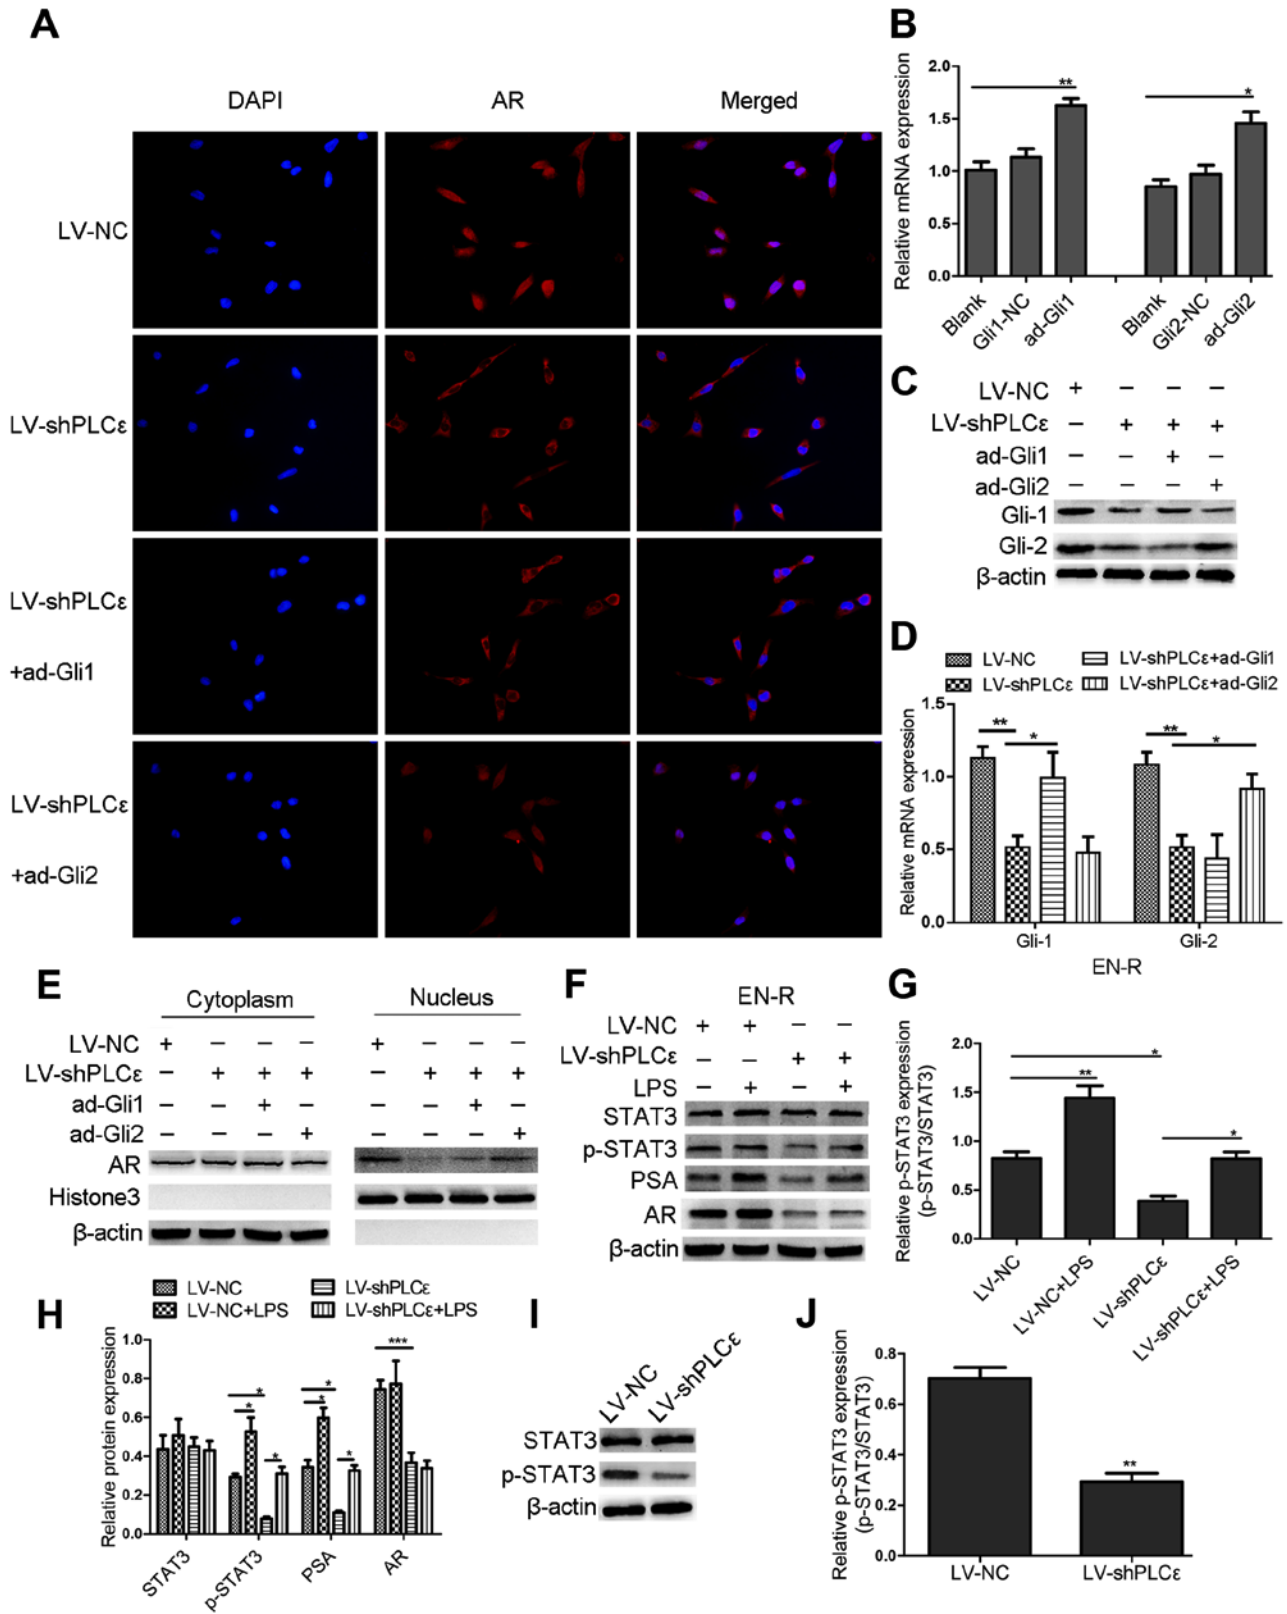 A
DAPI AR Merged
LV-NC
LV-shPLCε
LV-shPLCε
+ad-Gli1
LV-shPLCε
+ad-Gli2
B
Relative mRNA expression
2.0
1.5
1.0
0.5
0.0
** *
Blank Gli1-NC ad-Gli1 Blank Gli2-NC ad-Gli2
C
LV-NC + − − −
LV-shPLCε − + + +
ad-Gli1 − − + −
ad-Gli2 − − − +
Gli-1
Gli-2
β-actin
D
LV-NC LV-shPLCε+ad-Gli1
LV-shPLCε LV-shPLCε+ad-Gli2
Relative mRNA expression
1.5
1.0
0.5
0.0
** * ** *
Gli-1 Gli-2
EN-R
E
Cytoplasm Nucleus
LV-NC + − − − + − − −
LV-shPLCε − + + + − + + +
ad-Gli1 − − + − − − + −
ad-Gli2 − − − + − − − +
AR
Histone3
β-actin
F
EN-R
LV-NC + + − −
LV-shPLCε − − + +
LPS − + − +
STAT3
p-STAT3
PSA
AR
β-actin
G
Relative p-STAT3 expression
(p-STAT3/STAT3)
2.0
1.5
1.0
0.5
0.0
* ** *
LV-NC LV-NC+LPS LV-shPLCε LV-shPLCε+LPS
H
LV-NC LV-shPLCε
LV-NC+LPS LV-shPLCε+LPS
Relative protein expression
1.0
0.8
0.6
0.4
0.2
0.0
* * * * * * ***
STAT3 p-STAT3 PSA AR
I
LV-NC LV-shPLCε
STAT3
p-STAT3
β-actin
J
Relative p-STAT3 expression
(p-STAT3/STAT3)
0.8
0.6
0.4
0.2
0.0
**
LV-NC LV-shPLCε